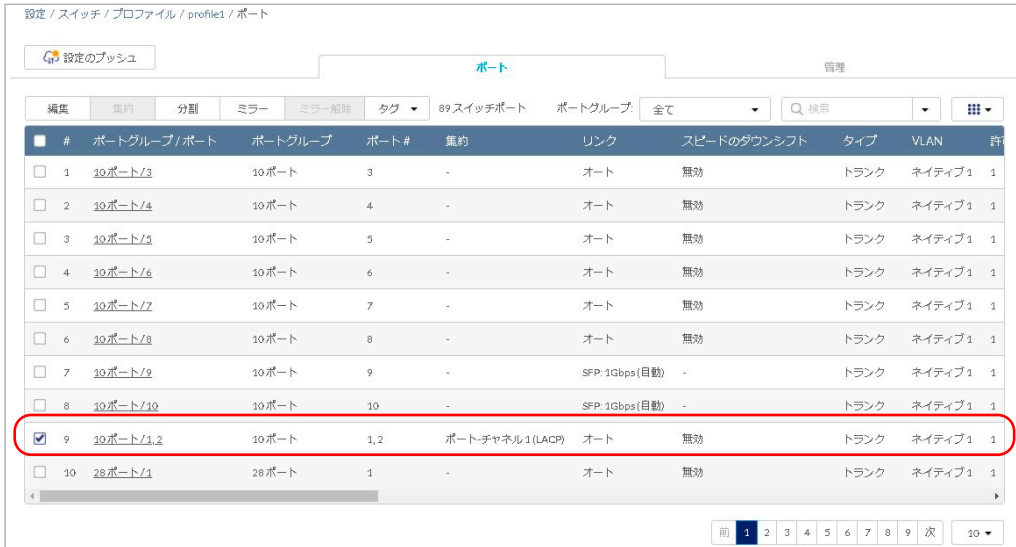 設定 / スイッチ / プロファイル / profile1 / ポート
設定のプッシュ
ポート
管理
編集 集約 分割 ミラー ミラー解除 タグ 89 スイッチポート ポートグループ: 全て 検索
# ポートグループ / ポート ポートグループ ポート # 集約 リンク スピードのダウンシフト タイプ VLAN 許可
1 10ポート/3 10ポート 3 - オート 無効 トランク ネイティブ 1 1
2 10ポート/4 10ポート 4 - オート 無効 トランク ネイティブ 1 1
3 10ポート/5 10ポート 5 - オート 無効 トランク ネイティブ 1 1
4 10ポート/6 10ポート 6 - オート 無効 トランク ネイティブ 1 1
5 10ポート/7 10ポート 7 - オート 無効 トランク ネイティブ 1 1
6 10ポート/8 10ポート 8 - オート 無効 トランク ネイティブ 1 1
7 10ポート/9 10ポート 9 - SFP: 1Gbps (自動) - トランク ネイティブ 1 1
8 10ポート/10 10ポート 10 - SFP: 1Gbps (自動) - トランク ネイティブ 1 1
9 10ポート/1, 2 10ポート 1, 2 ポート-チャネル 1 (LACP) オート 無効 トランク ネイティブ 1 1
10 28ポート/1 28ポート 1 - オート 無効 トランク ネイティブ 1 1
前 1 2 3 4 5 6 7 8 9 次 10